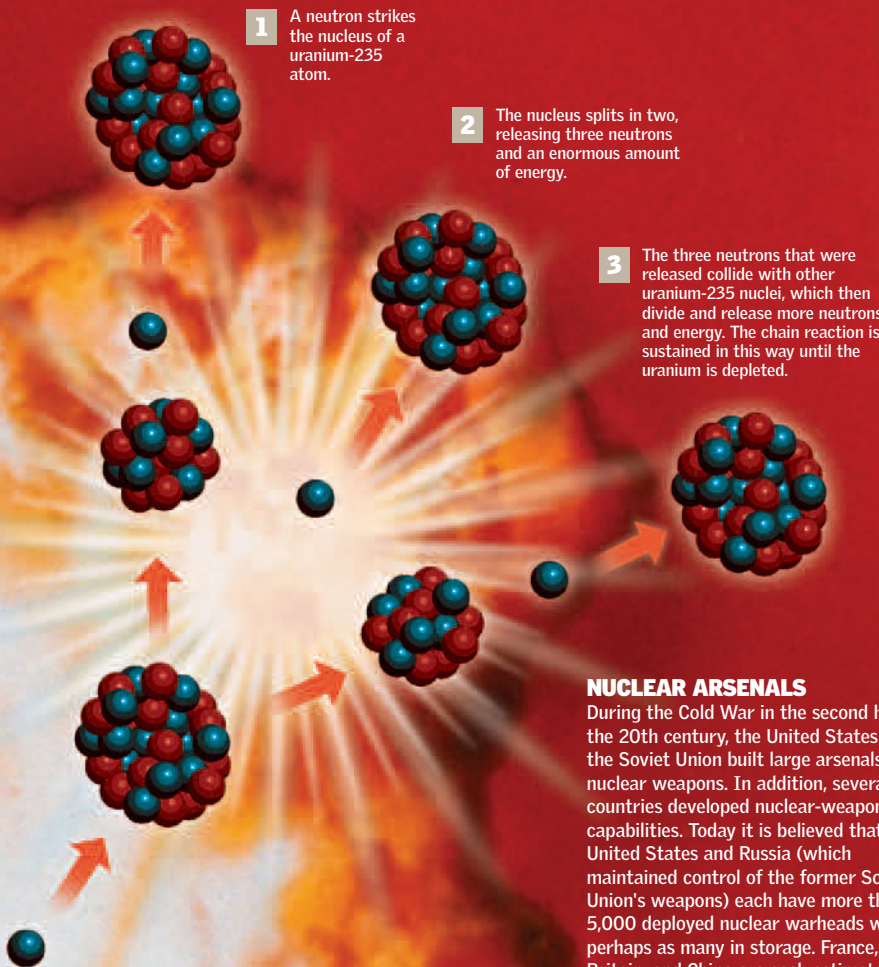 1
A neutron strikes
the nucleus of a
uranium-235
atom.
2
The nucleus splits in two,
releasing three neutrons
and an enormous amount
of energy.
3
The three neutrons that were
released collide with other
uranium-235 nuclei, which then
divide and release more neutrons
and energy. The chain reaction is
sustained in this way until the
uranium is depleted.
NUCLEAR ARSENALS
During the Cold War in the second
the 20th century, the United States
the Soviet Union built large arsenals
nuclear weapons. In addition,
countries developed
capabilities. Today it is believed that
United States and Russia (which
maintained control of the former
Union's weapons) each have more
5,000 deployed nuclear warheads
perhaps as many in storage. France,